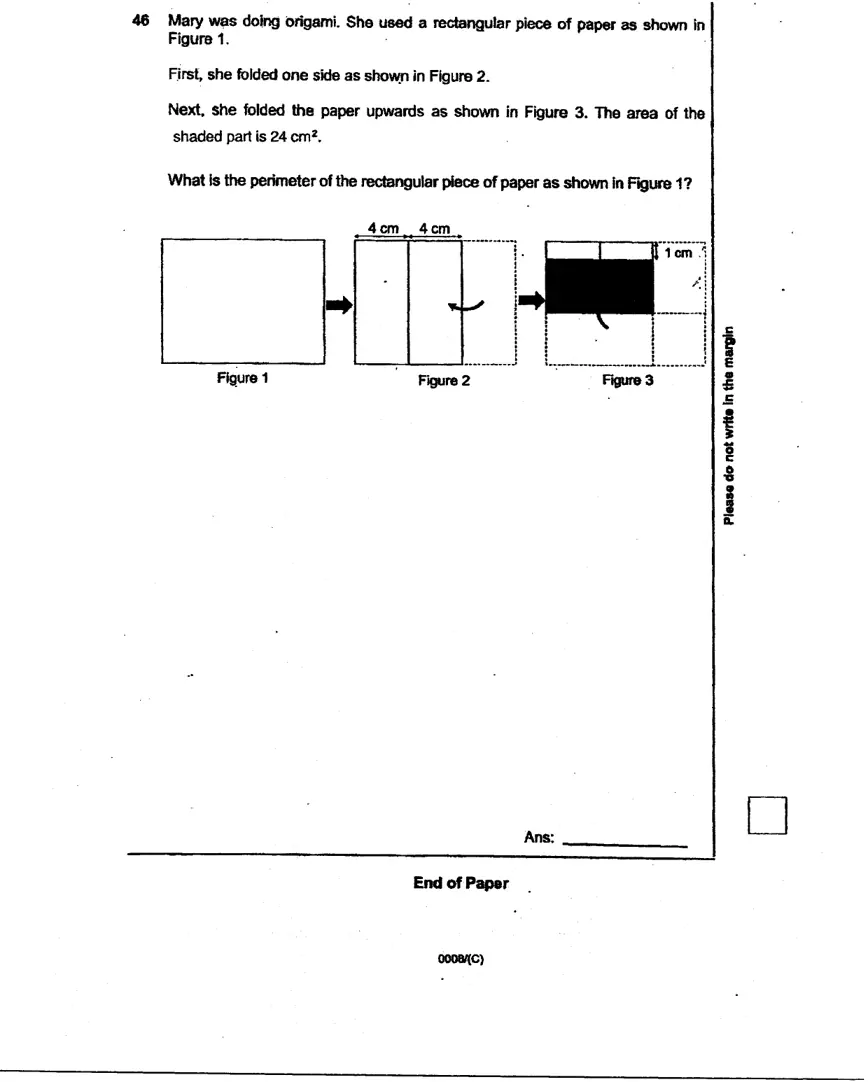 46 Mary was doing origami. She used a rectangular piece of paper as shown in
Figure 1.
First, she folded one side as shown in Figure 2.
Next, she folded the paper upwards as shown in Figure 3. The area of the
shaded part is 24 cm².
What is the perimeter of the rectangular piece of paper as shown in Figure 1?
4 cm 4 cm
1 cm
Figure 1 Figure 2 Figure 3
Please do not write in the margin
Ans:
End of Paper
0008/(C)